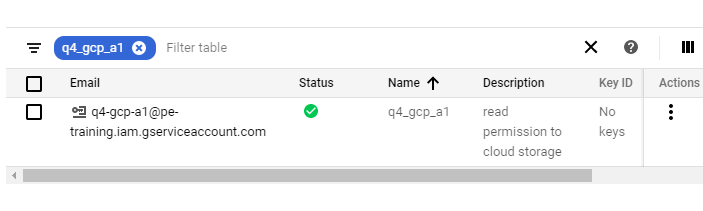 q4_gcp_a1 Filter table
Email Status Name Description Key ID Actions
q4-gcp-a1@pe- q4_gcp_a1 read No
training.iam.gserviceaccount.com permission to keys
cloud storage